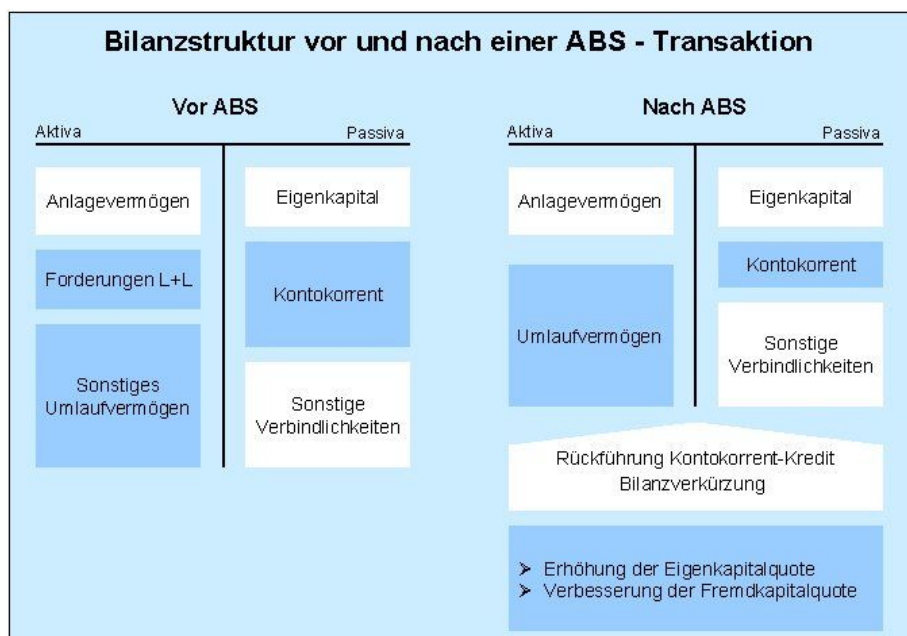 Bilanzstruktur vor und nach einer ABS - Transaktion
Vor ABS
Aktiva
Passiva
Anlagevermögen
Forderungen L+L
Sonstiges
Umlaufvermögen
Eigenkapital
Kontokorrent
Sonstige
Verbindlichkeiten
Nach ABS
Aktiva
Passiva
Anlagevermögen
Umlaufvermögen
Eigenkapital
Kontokorrent
Sonstige
Verbindlichkeiten
Rückführung Kontokorrent-Kredit
Bilanzverkürzung
➢ Erhöhung der Eigenkapitalquote
➢ Verbesserung der Fremdkapitalquote